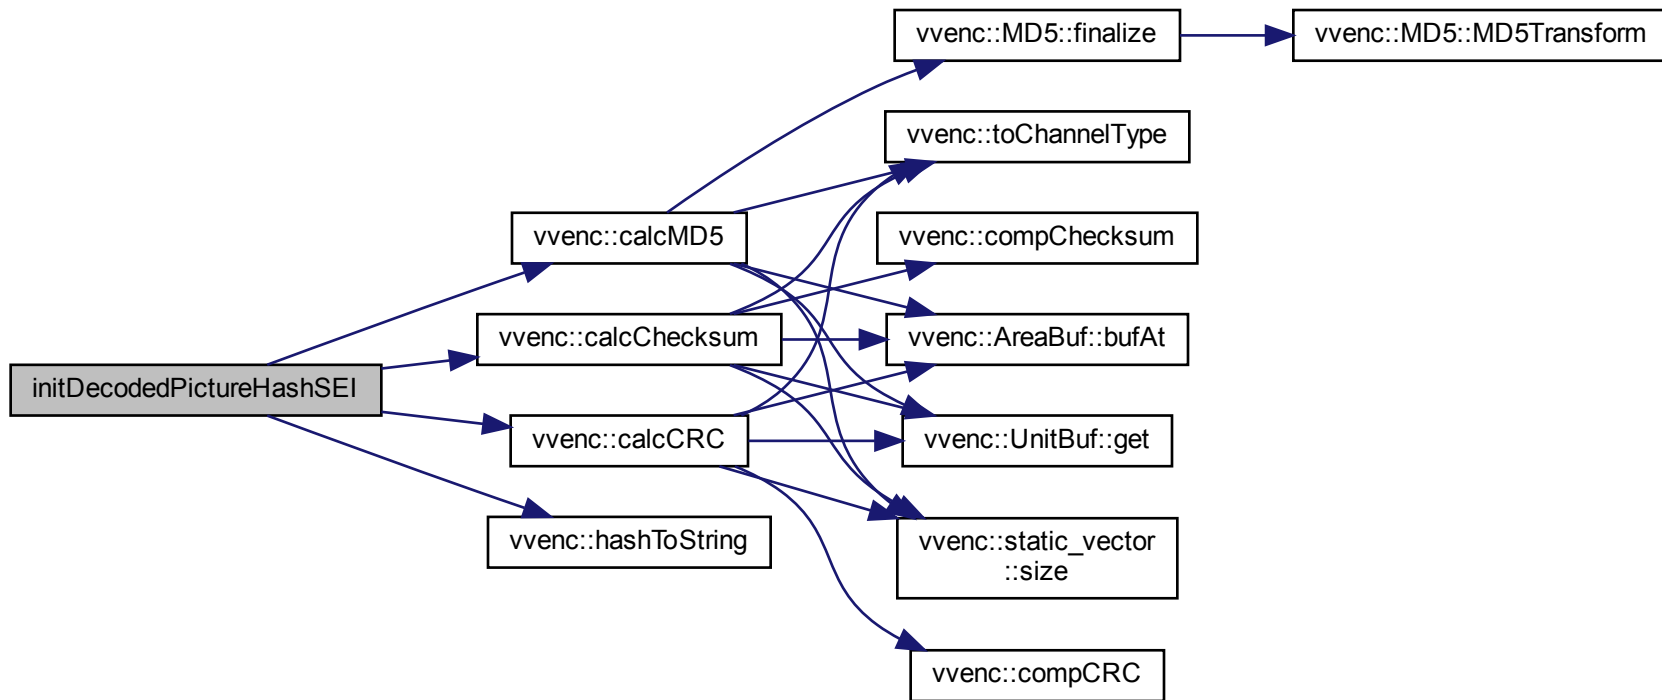 vvenc::MD5::finalize
vvenc::MD5::MD5Transform
vvenc::toChannelType
vvenc::calcMD5
vvenc::compChecksum
vvenc::calcChecksum
vvenc::AreaBuf::bufAt
initDecodedPictureHashSEI
vvenc::calcCRC
vvenc::UnitBuf::get
vvenc::hashToString
vvenc::static_vector
::size
vvenc::compCRC